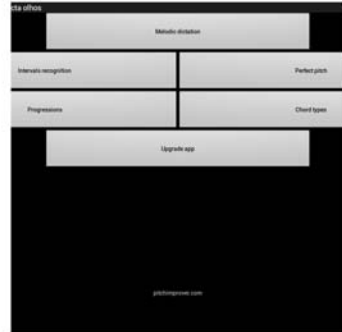 cta olhos
Melodic dictation
Intervals recognition
Perfect pitch
Progressions
Chord types
Upgrade app
pitchimprove.com